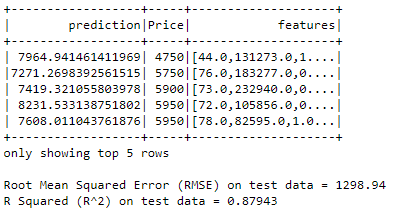 +------------------+-----+--------------------+
|        prediction|Price|            features|
+------------------+-----+--------------------+
| 7964.941461411969| 4750|[44.0,131273.0,1....|
|7271.2698392561515| 5750|[76.0,183277.0,0....|
| 7419.321055803978| 5900|[73.0,232940.0,0....|
| 8231.533138751802| 5950|[72.0,105856.0,0....|
| 7608.011043761876| 5950|[78.0,82595.0,1.0...|
+------------------+-----+--------------------+
only showing top 5 rows
Root Mean Squared Error (RMSE) on test data = 1298.94
R Squared (R^2) on test data = 0.87943